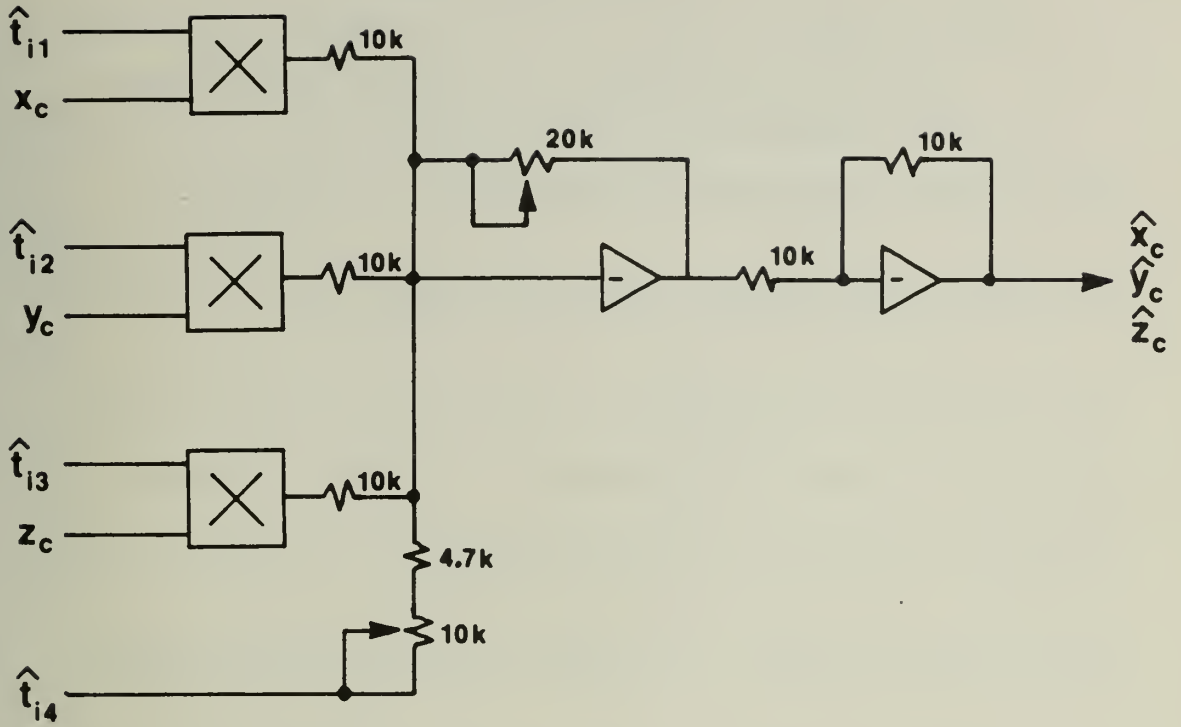 t̂i1
10k
xc
20k
10k
t̂i2
10k
10k
yc
x̂c
ŷc
ẑc
t̂i3
10k
zc
4.7k
10k
t̂i4